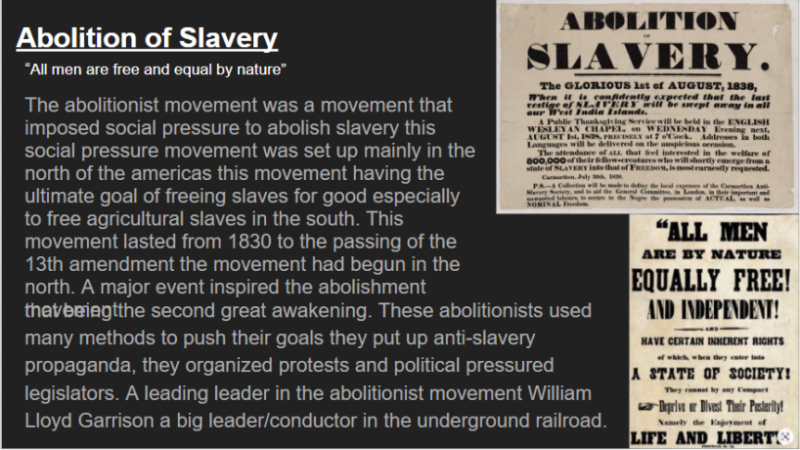 Abolition of Slavery
“All men are free and equal by nature”
The abolitionist movement was a movement that
imposed social pressure to abolish slavery this
social pressure movement was set up mainly in the
north of the americas this movement having the
ultimate goal of freeing slaves for good especially
to free agricultural slaves in the south. This
movement lasted from 1830 to the passing of the
13th amendment the movement had begun in the
north. A major event inspired the abolishment
movement
that being the second great awakening. These abolitionists used
many methods to push their goals they put up anti-slavery
propaganda, they organized protests and political pressured
legislators. A leading leader in the abolitionist movement William
Lloyd Garrison a big leader/conductor in the underground railroad.
ABOLITION
OF
SLAVERY.
The GLORIOUS 1st of AUGUST, 1838,
When it is confidently expected that the last
vestige of SLAVERY will be swept away in all
our West India Islands.
A Public Thanksgiving Service will be held in the ENGLISH
WESLEYAN CHAPEL, on WEDNESDAY Evening next,
AUGUST 1st, 1838, PRECISELY at 7 o'Clock. Addresses in both
Languages will be delivered on the auspicious occasion.
The attendance of ALL that feel interested in the welfare of
800,000 of their fellow-creatures who will shortly emerge from a
state of SLAVERY into that of FREEDOM, is most earnestly requested.
Carmarthen, July 30th, 1838.
P.S.—A Collection will be made to defray the local expenses of the Carmarthen Anti-
Slavery Society, and to aid the General Committee, in London, in their important and
unwearied labours, to secure to the Negro the possession of ACTUAL, as well as
NOMINAL Freedom.
“ALL MEN
ARE BY NATURE
EQUALLY FREE!
AND INDEPENDENT!
AND
HAVE CERTAIN INHERENT RIGHTS
of which, when they enter into
A STATE OF SOCIETY!
They cannot by any Compact
Deprive or Divest Their Posterity!
Namely the Enjoyment of
LIFE AND LIBERTY